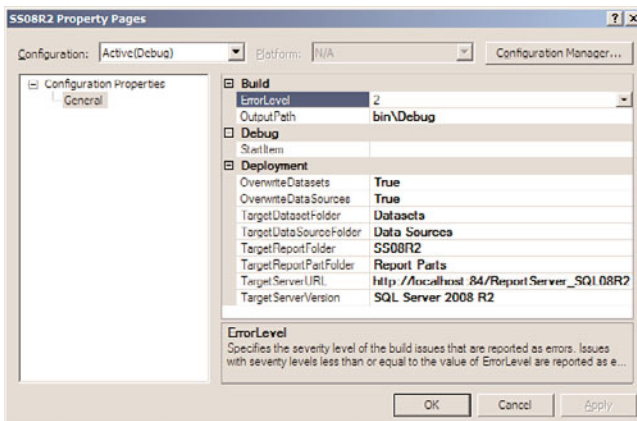 SS08R2 Property Pages
Configuration: Active(Debug) Platform: N/A Configuration Manager...
Configuration Properties
General
Build
ErrorLevel 2
OutputPath bin\Debug
Debug
StartItem
Deployment
OverwriteDatasets True
OverwriteDataSources True
TargetDatasetFolder Datasets
TargetDataSourceFolder Data Sources
TargetReportFolder SS08R2
TargetReportPartFolder Report Parts
TargetServerURL http://localhost:84/ReportServer_SQL08R2
TargetServerVersion SQL Server 2008 R2
ErrorLevel
Specifies the severity level of the build issues that are reported as errors. Issues
with severity levels less than or equal to the value of ErrorLevel are reported as e...
OK Cancel Apply